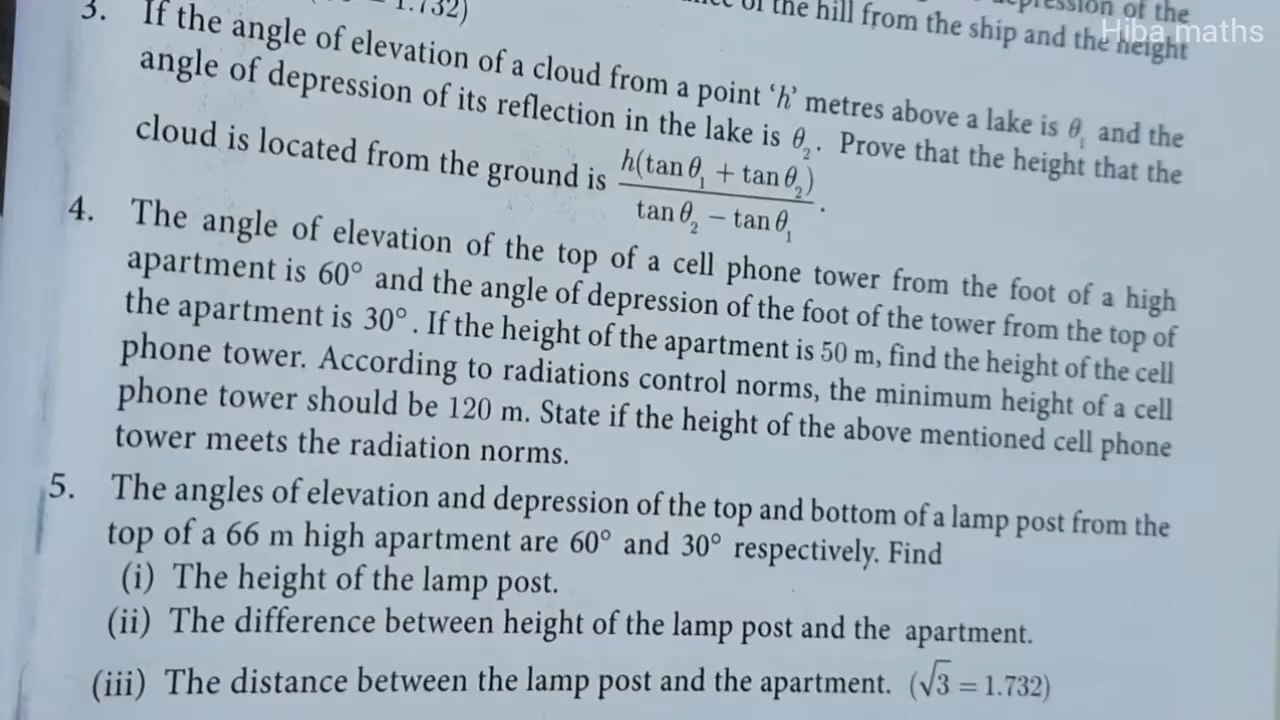 1.732)
of the hill from the ship and the height
depression of the
Hiba maths
3. If the angle of elevation of a cloud from a point ‘h’ metres above a lake is θ₁ and the
angle of depression of its reflection in the lake is θ₂. Prove that the height that the
cloud is located from the ground is h(tan θ₁ + tan θ₂) / tan θ₂ − tan θ₁ .
4. The angle of elevation of the top of a cell phone tower from the foot of a high
apartment is 60° and the angle of depression of the foot of the tower from the top of
the apartment is 30° . If the height of the apartment is 50 m, find the height of the cell
phone tower. According to radiations control norms, the minimum height of a cell
phone tower should be 120 m. State if the height of the above mentioned cell phone
tower meets the radiation norms.
5. The angles of elevation and depression of the top and bottom of a lamp post from the
top of a 66 m high apartment are 60° and 30° respectively. Find
(i) The height of the lamp post.
(ii) The difference between height of the lamp post and the apartment.
(iii) The distance between the lamp post and the apartment. (√3 = 1.732)